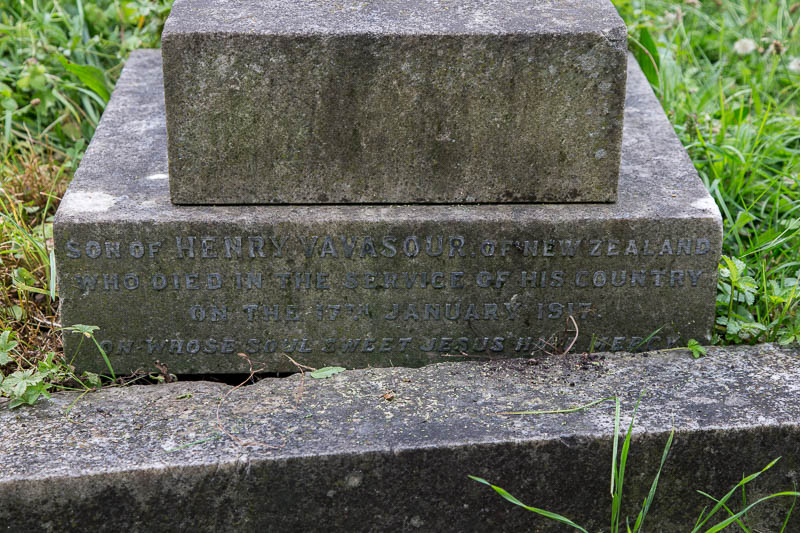 SON OF HENRY VAVASOUR OF NEW ZEALAND
WHO DIED IN THE SERVICE OF HIS COUNTRY
ON THE 17TH JANUARY 1917.
ON WHOSE SOUL SWEET JESUS HAVE MERCY